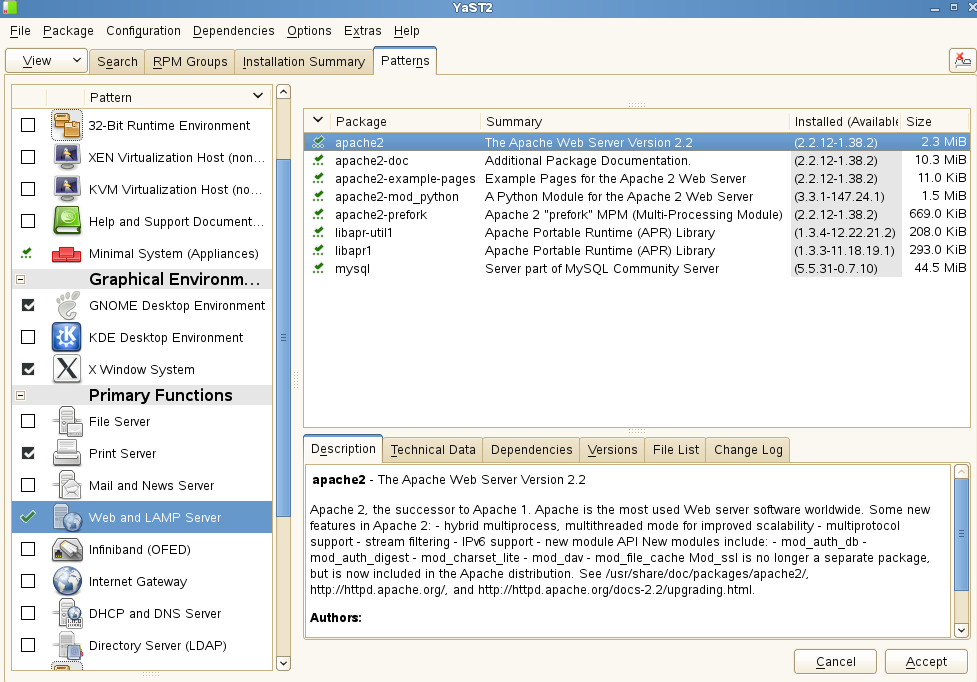 YaST2
File Package Configuration Dependencies Options Extras Help
View Search RPM Groups Installation Summary Patterns
Pattern
32-Bit Runtime Environment
XEN Virtualization Host (non...
KVM Virtualization Host (no...
Help and Support Document...
Minimal System (Appliances)
Graphical Environm...
GNOME Desktop Environment
KDE Desktop Environment
X Window System
Primary Functions
File Server
Print Server
Mail and News Server
Web and LAMP Server
Infiniband (OFED)
Internet Gateway
DHCP and DNS Server
Directory Server (LDAP)
Package Summary Installed (Available Size
apache2 The Apache Web Server Version 2.2 (2.2.12-1.38.2) 2.3 MiB
apache2-doc Additional Package Documentation. (2.2.12-1.38.2) 10.3 MiB
apache2-example-pages Example Pages for the Apache 2 Web Server (2.2.12-1.38.2) 11.0 KiB
apache2-mod_python A Python Module for the Apache 2 Web Server (3.3.1-147.24.1) 1.5 MiB
apache2-prefork Apache 2 "prefork" MPM (Multi-Processing Module) (2.2.12-1.38.2) 669.0 KiB
libapr-util1 Apache Portable Runtime (APR) Library (1.3.4-12.22.21.2) 208.0 KiB
libapr1 Apache Portable Runtime (APR) Library (1.3.3-11.18.19.1) 293.0 KiB
mysql Server part of MySQL Community Server (5.5.31-0.7.10) 44.5 MiB
Description Technical Data Dependencies Versions File List Change Log
apache2 - The Apache Web Server Version 2.2
Apache 2, the successor to Apache 1. Apache is the most used Web server software worldwide. Some new
features in Apache 2: - hybrid multiprocess, multithreaded mode for improved scalability - multiprotocol
support - stream filtering - IPv6 support - new module API New modules include: - mod_auth_db -
mod_auth_digest - mod_charset_lite - mod_dav - mod_file_cache Mod_ssl is no longer a separate package,
but is now included in the Apache distribution. See /usr/share/doc/packages/apache2/,
http://httpd.apache.org/, and http://httpd.apache.org/docs-2.2/upgrading.html.
Authors:
Cancel Accept